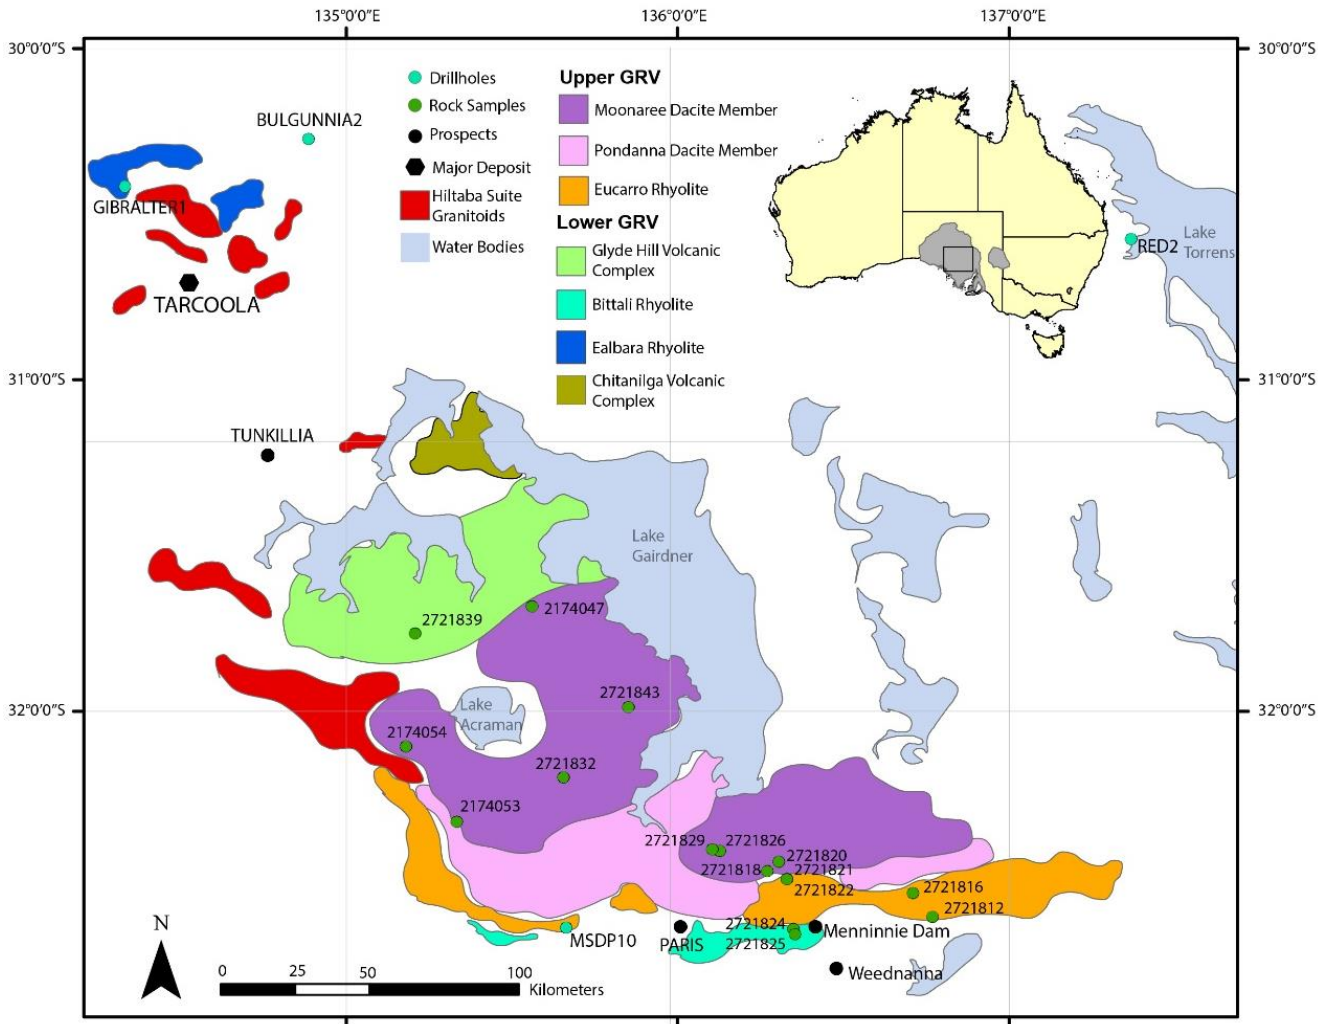 135°0'0"E
136°0'0"E
137°0'0"E
30°0'0"S
30°0'0"S
Drillholes
Rock Samples
Prospects
Major Deposit
Hiltaba Suite
Granitoids
Water Bodies
Upper GRV
Moonaree Dacite Member
Pondanna Dacite Member
Eucarro Rhyolite
Lower GRV
Glyde Hill Volcanic
Complex
Bittali Rhyolite
Ealbara Rhyolite
Chitanilga Volcanic
Complex
BULGUNNIA2
GIBRALTER1
TARCOOLA
Lake
Torrens
RED2
31°0'0"S
31°0'0"S
TUNKILLIA
Lake
Gairdner
2174047
2721839
2721843
32°0'0"S
32°0'0"S
Lake
Acraman
2174054
2721832
2174053
2721829
2721826
2721820
2721818
2721821
2721822
2721816
2721812
2721824
2721825
Menninnie Dam
MSDP10
PARIS
Weednanna
N
0
25
50
100
Kilometers